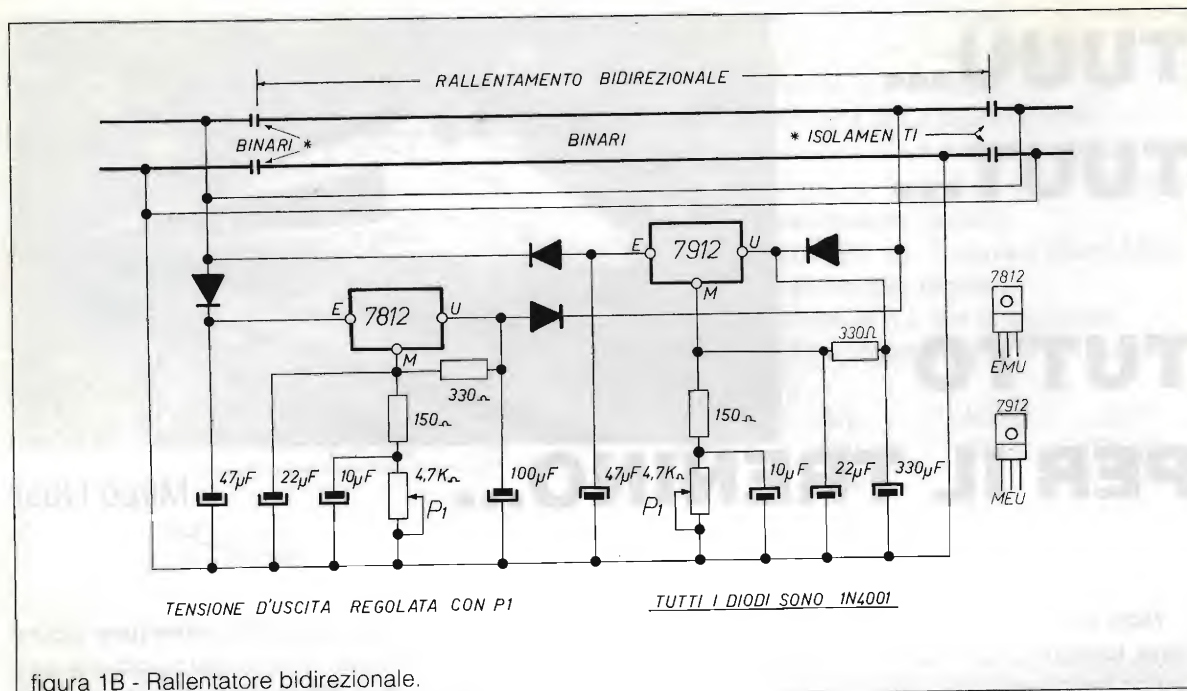 RALLENTAMENTO BIDIREZIONALE
BINARI *
BINARI
* ISOLAMENTI
E 7912 U
M
7812
E 7812 U
M
330Ω
EMU
330Ω
7912
150Ω
150Ω
MEU
47µF
22µF
10µF
4,7KΩ
P1
100µF
47µF
4,7KΩ
P1
10µF
22µF
330µF
TENSIONE D'USCITA REGOLATA CON P1
TUTTI I DIODI SONO 1N4001
figura 1B - Rallentatore bidirezionale.